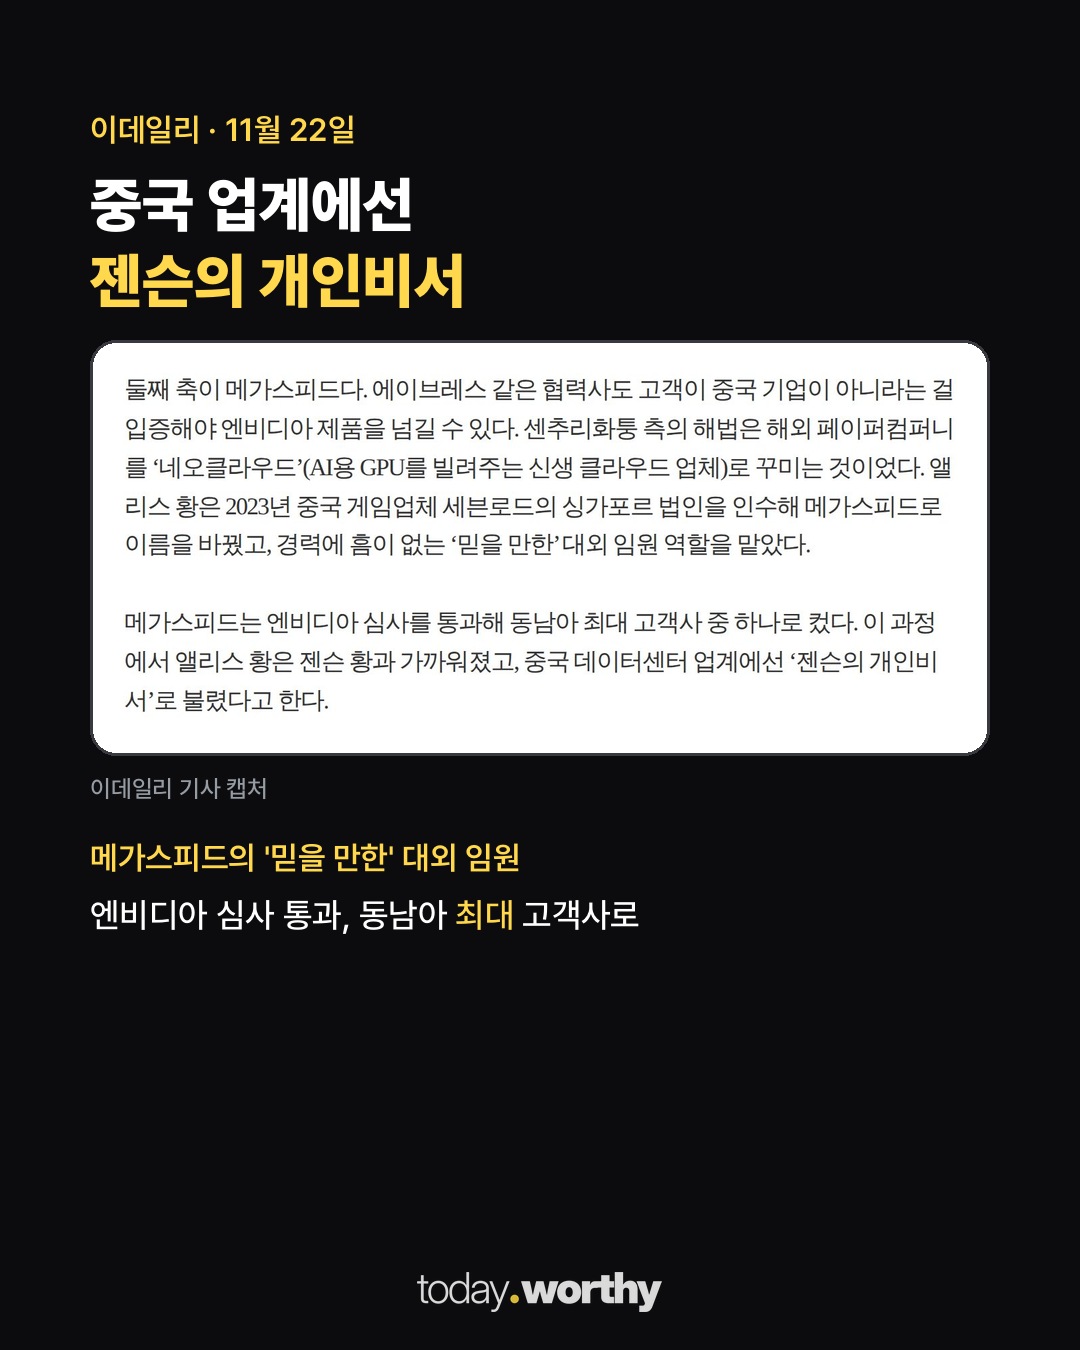 이데일리 · 11월 22일
중국 업계에선
젠슨의 개인비서
둘째 축이 메가스피드다. 에이브레스 같은 협력사도 고객이 중국 기업이 아니라는 걸
입증해야 엔비디아 제품을 넘길 수 있다. 센추리화퉁 측의 해법은 해외 페이퍼컴퍼니
를 ‘네오클라우드’(AI용 GPU를 빌려주는 신생 클라우드 업체)로 꾸미는 것이었다. 앨
리스 황은 2023년 중국 게임업체 세븐로드의 싱가포르 법인을 인수해 메가스피드로
이름을 바꿨고, 경력에 흠이 없는 ‘믿을 만한’ 대외 임원 역할을 맡았다.
메가스피드는 엔비디아 심사를 통과해 동남아 최대 고객사 중 하나로 컸다. 이 과정
에서 앨리스 황은 젠슨 황과 가까워졌고, 중국 데이터센터 업계에선 ‘젠슨의 개인비
서’로 불렸다고 한다.
이데일리 기사 캡처
메가스피드의 '믿을 만한' 대외 임원
엔비디아 심사 통과, 동남아 최대 고객사로
today.worthy